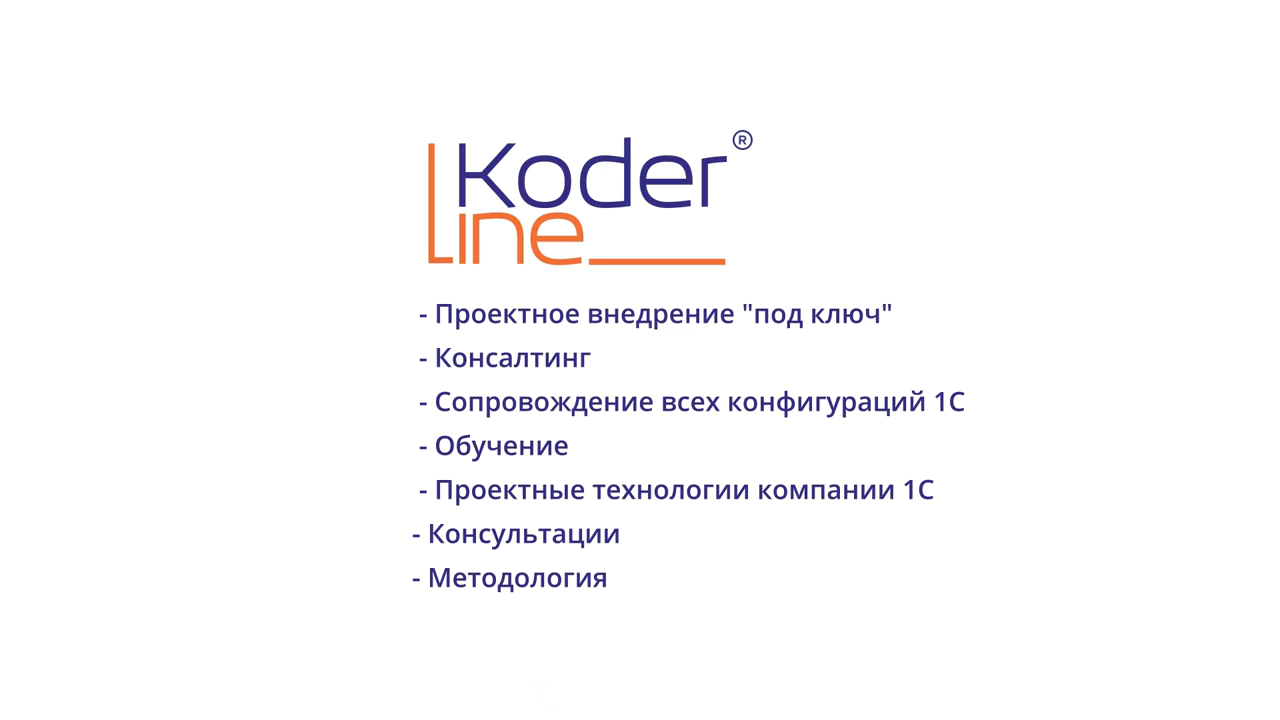 Koder®
Line
- Проектное внедрение "под ключ"
- Консалтинг
- Сопровождение всех конфигураций 1С
- Обучение
- Проектные технологии компании 1С
- Консультации
- Методология